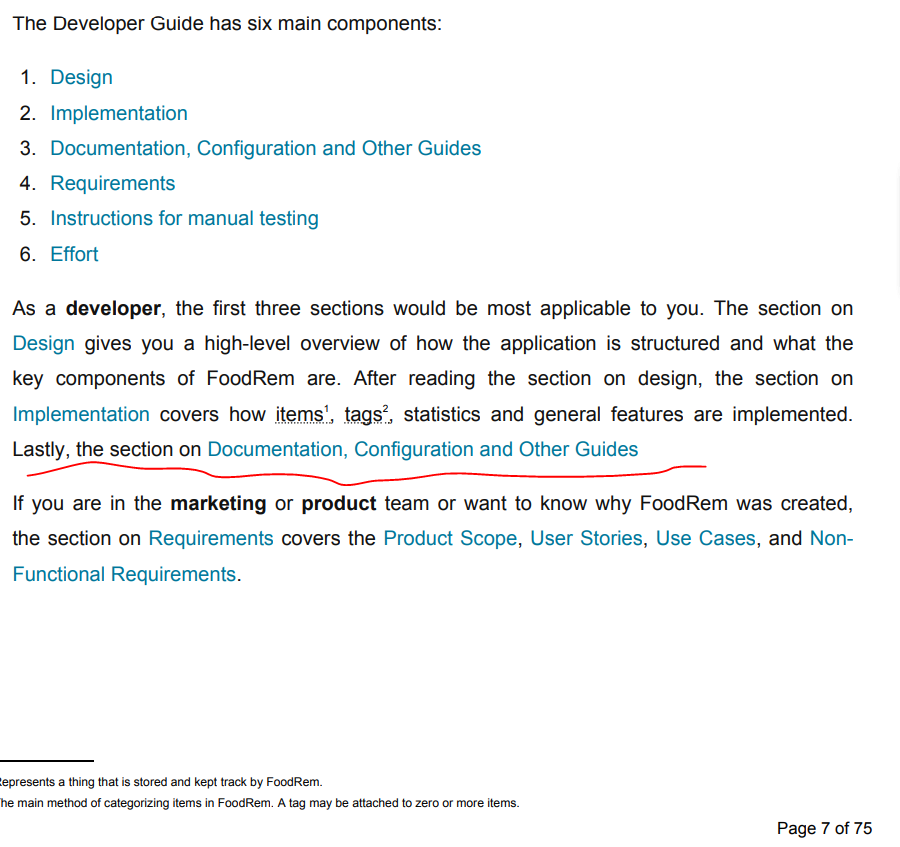 The Developer Guide has six main components:
1. Design
2. Implementation
3. Documentation, Configuration and Other Guides
4. Requirements
5. Instructions for manual testing
6. Effort
As a developer, the first three sections would be most applicable to you. The section on
Design gives you a high-level overview of how the application is structured and what the
key components of FoodRem are. After reading the section on design, the section on
Implementation covers how items¹, tags², statistics and general features are implemented.
Lastly, the section on Documentation, Configuration and Other Guides
If you are in the marketing or product team or want to know why FoodRem was created,
the section on Requirements covers the Product Scope, User Stories, Use Cases, and Non-
Functional Requirements.
epresents a thing that is stored and kept track by FoodRem.
he main method of categorizing items in FoodRem. A tag may be attached to zero or more items.
Page 7 of 75